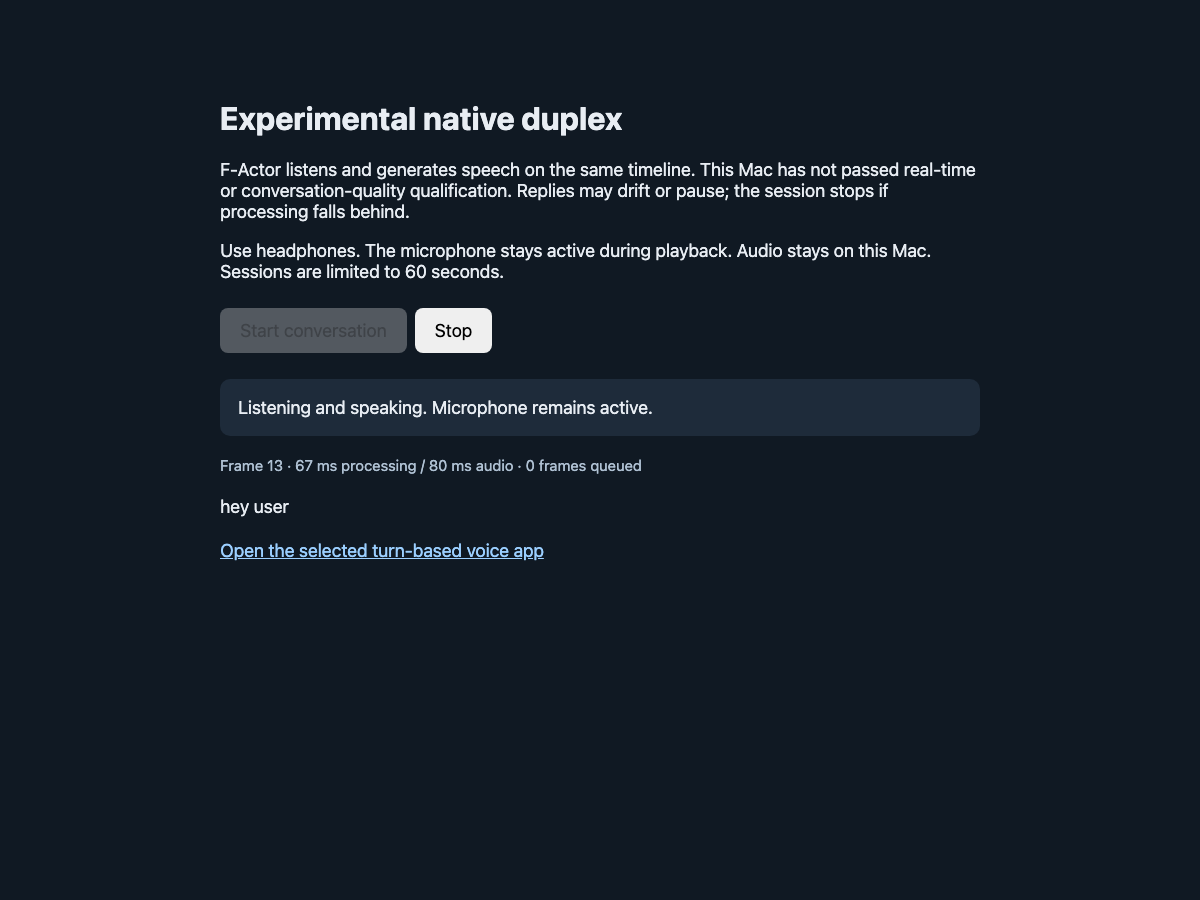 Experimental native duplex
F-Actor listens and generates speech on the same timeline. This Mac has not passed real-time
or conversation-quality qualification. Replies may drift or pause; the session stops if
processing falls behind.
Use headphones. The microphone stays active during playback. Audio stays on this Mac.
Sessions are limited to 60 seconds.
Start conversation Stop
Listening and speaking. Microphone remains active.
Frame 13 · 67 ms processing / 80 ms audio · 0 frames queued
hey user
Open the selected turn-based voice app